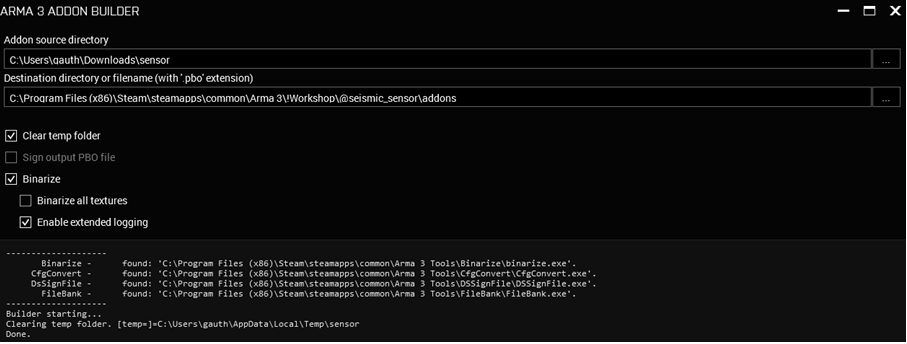 ARMA 3 ADDON BUILDER
Addon source directory
C:\Users\gauth\Downloads\sensor
...
Destination directory or filename (with '.pbo' extension)
C:\Program Files (x86)\Steam\steamapps\common\Arma 3\!Workshop\@seismic_sensor\addons
...
Clear temp folder
Sign output PBO file
Binarize
Binarize all textures
Enable extended logging
--------------------
Binarize - found: 'C:\Program Files (x86)\Steam\steamapps\common\Arma 3 Tools\Binarize\binarize.exe'.
CfgConvert - found: 'C:\Program Files (x86)\Steam\steamapps\common\Arma 3 Tools\CfgConvert\CfgConvert.exe'.
DsSignFile - found: 'C:\Program Files (x86)\Steam\steamapps\common\Arma 3 Tools\DSSignFile\DSSignFile.exe'.
FileBank - found: 'C:\Program Files (x86)\Steam\steamapps\common\Arma 3 Tools\FileBank\FileBank.exe'.
--------------------
Builder starting...
Clearing temp folder. [temp=]=C:\Users\gauth\AppData\Local\Temp\sensor
Done.